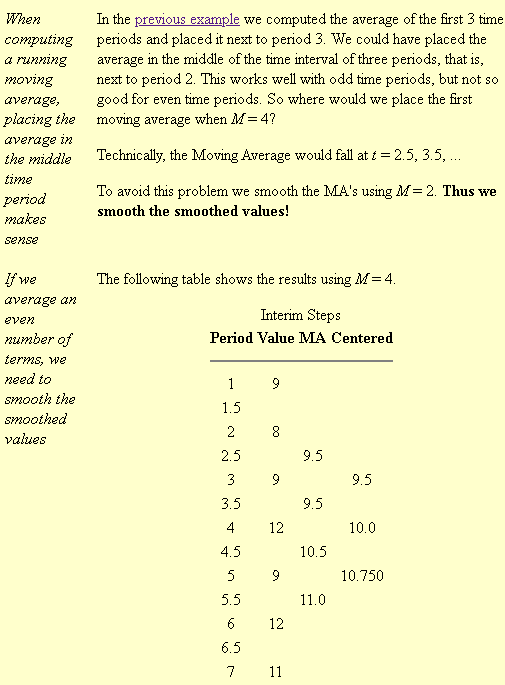 When
computing
a running
moving
average,
placing the
average in
the middle
time
period
makes
sense
In the previous example we computed the average of the first 3 time
periods and placed it next to period 3. We could have placed the
average in the middle of the time interval of three periods, that is,
next to period 2. This works well with odd time periods, but not so
good for even time periods. So where would we place the first
moving average when M = 4?
Technically, the Moving Average would fall at t = 2.5, 3.5, ...
To avoid this problem we smooth the MA's using M = 2. Thus we
smooth the smoothed values!
If we
average an
even
number of
terms, we
need to
smooth the
smoothed
values
The following table shows the results using M = 4.
Interim Steps
Period Value MA Centered
1 9
1.5
2 8
2.5 9.5
3 9 9.5
3.5 9.5
4 12 10.0
4.5 10.5
5 9 10.750
5.5 11.0
6 12
6.5
7 11